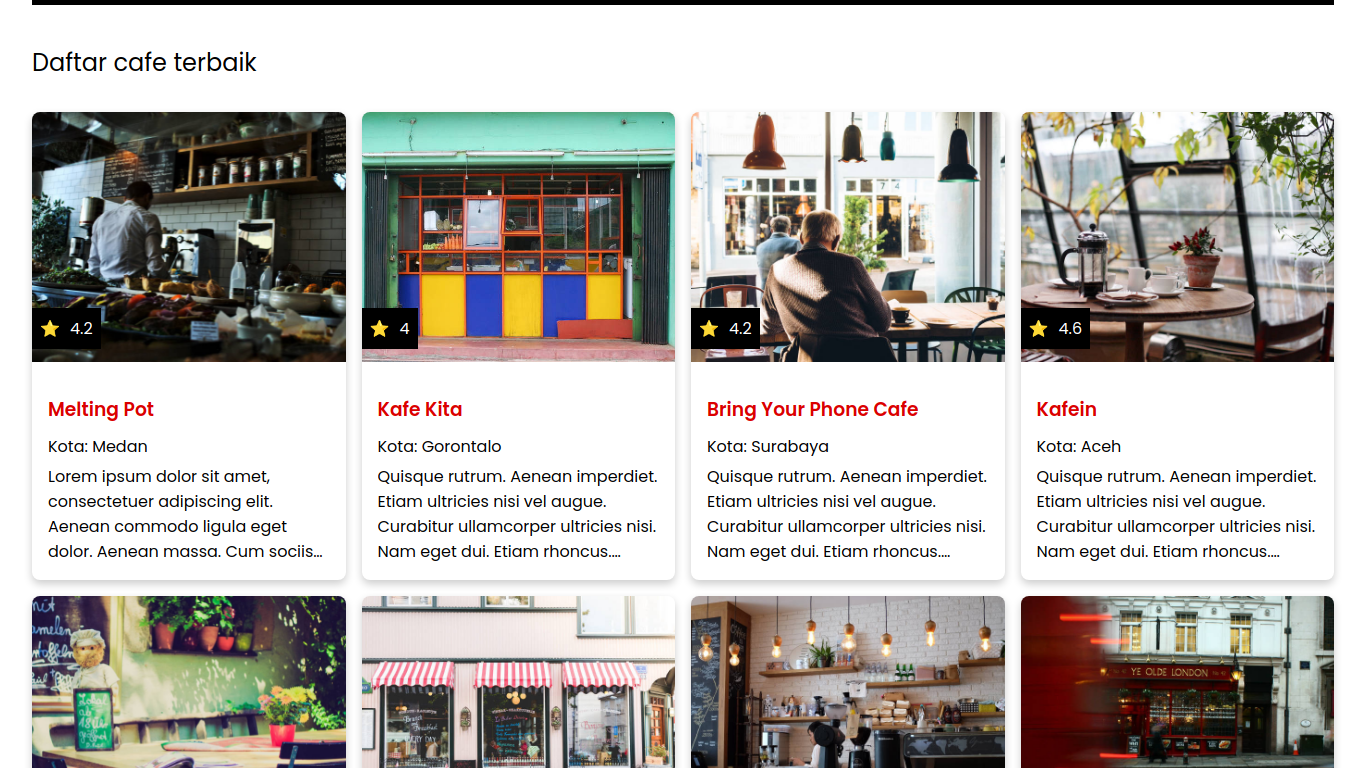 Daftar cafe terbaik
4.2
4
4.2
4.6
Melting Pot
Kota: Medan
Lorem ipsum dolor sit amet,
consectetuer adipiscing elit.
Aenean commodo ligula eget
dolor. Aenean massa. Cum sociis...
Kafe Kita
Kota: Gorontalo
Quisque rutrum. Aenean imperdiet.
Etiam ultricies nisi vel augue.
Curabitur ullamcorper ultricies nisi.
Nam eget dui. Etiam rhoncus....
Bring Your Phone Cafe
Kota: Surabaya
Quisque rutrum. Aenean imperdiet.
Etiam ultricies nisi vel augue.
Curabitur ullamcorper ultricies nisi.
Nam eget dui. Etiam rhoncus....
Kafein
Kota: Aceh
Quisque rutrum. Aenean imperdiet.
Etiam ultricies nisi vel augue.
Curabitur ullamcorper ultricies nisi.
Nam eget dui. Etiam rhoncus....
YE OLDE LONDON